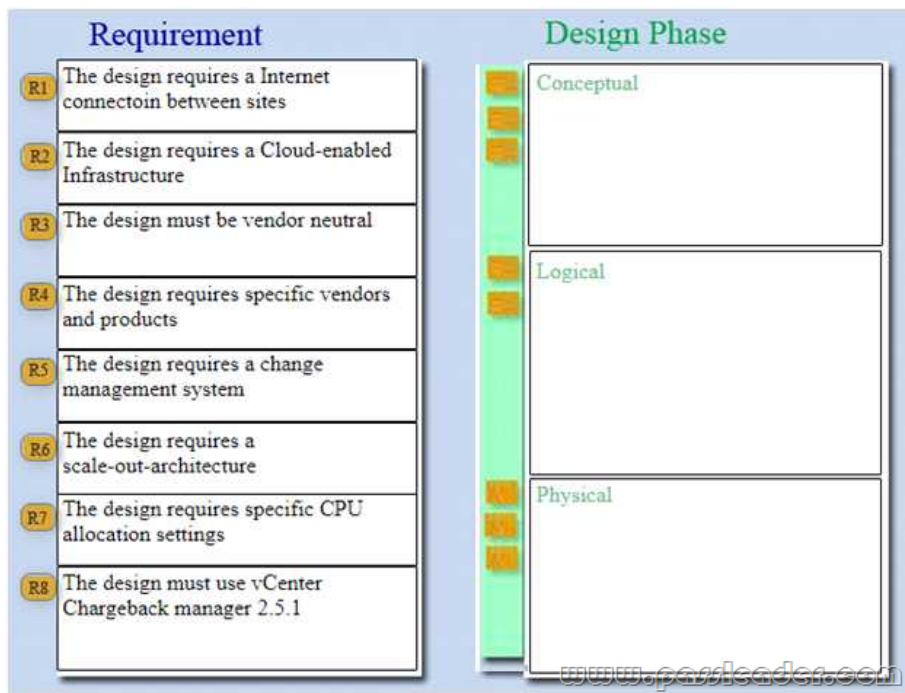 Requirement
Design Phase
R1
The design requires a Internet
connectoin between sites
R2
The design requires a Cloud-enabled
Infrastructure
R3
The design must be vendor neutral
R4
The design requires specific vendors
and products
R5
The design requires a change
management system
R6
The design requires a
scale-out-architecture
R7
The design requires specific CPU
allocation settings
R8
The design must use vCenter
Chargeback manager 2.5.1
Conceptual
Logical
Physical
www.passleader.com